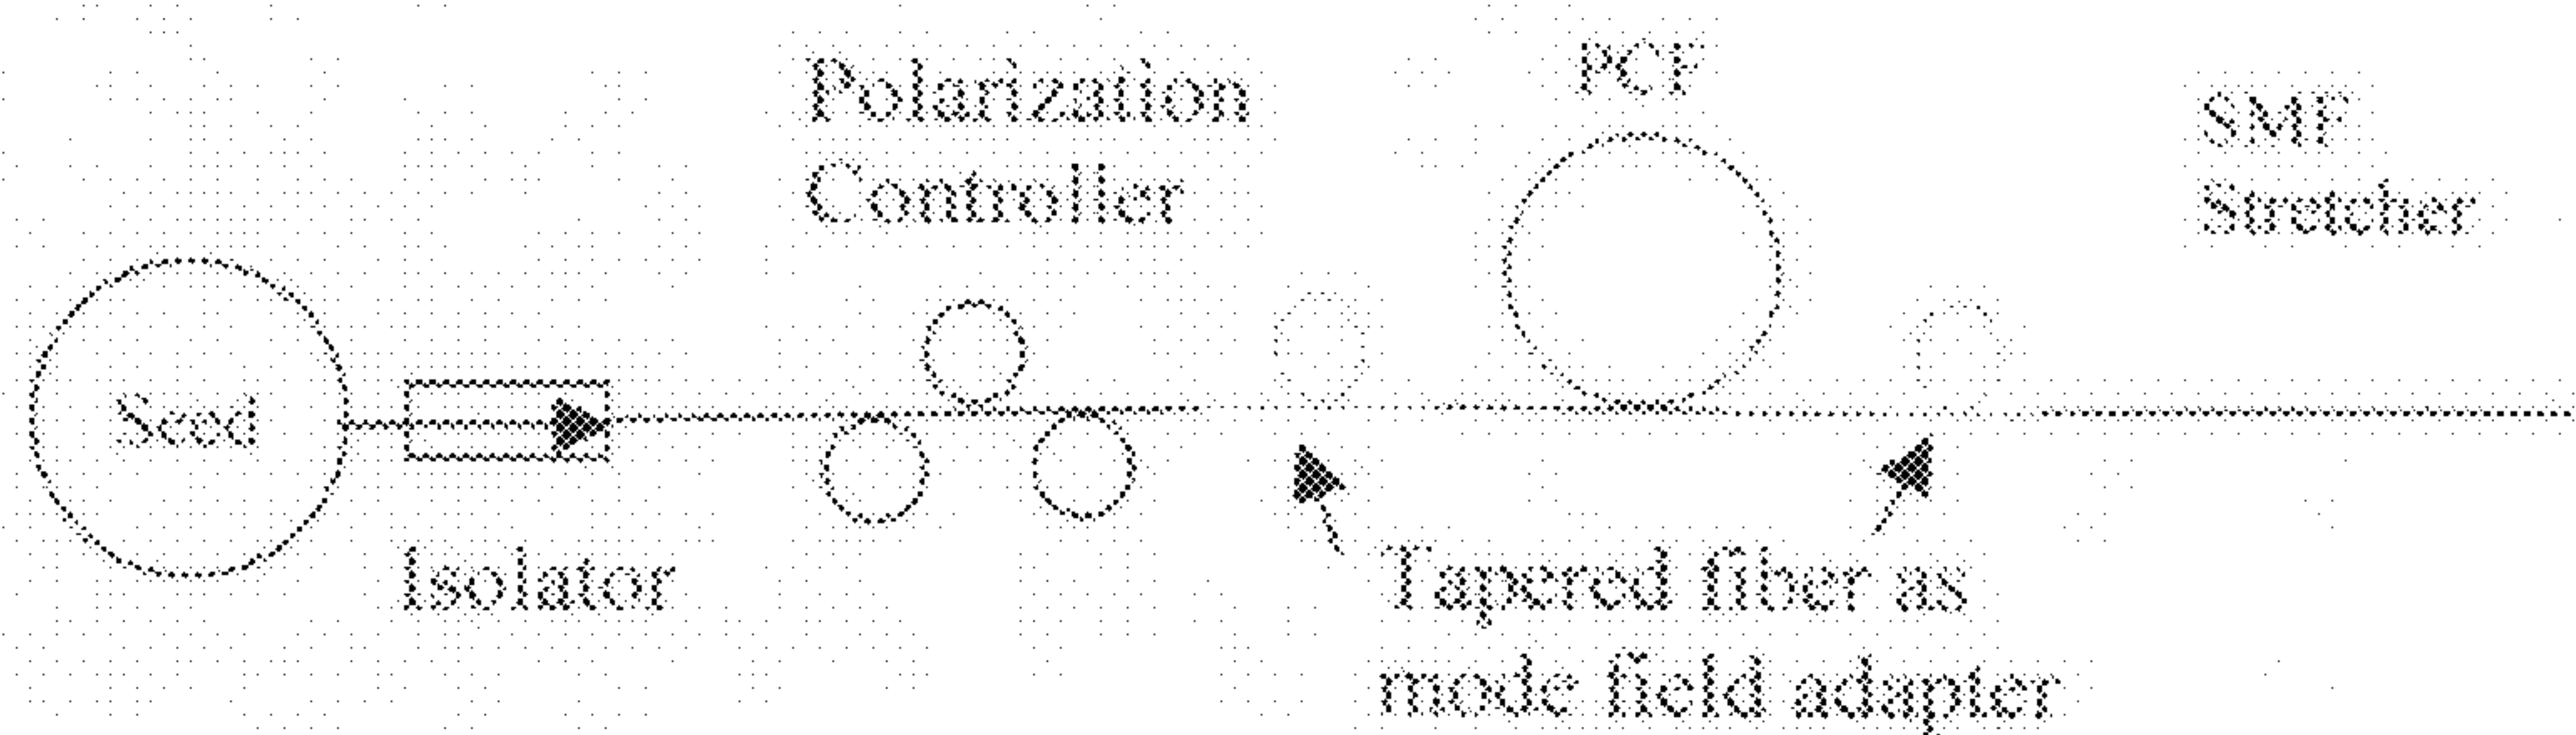 Polarization
Controller
PCF
SMF
Stretcher
Seed
Isolator
Tapered fiber as
mode field adapter